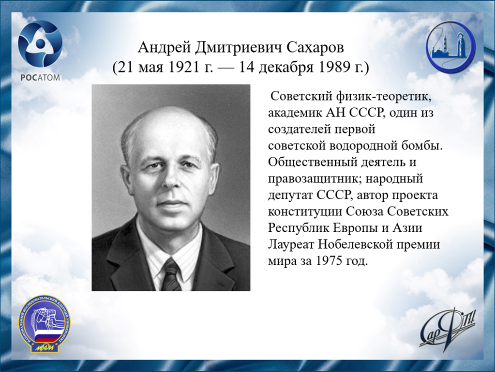 Андрей Дмитриевич Сахаров
(21 мая 1921 г. — 14 декабря 1989 г.)
РОСАТОМ
Советский физик-теоретик,
академик АН СССР, один из
создателей первой
советской водородной бомбы.
Общественный деятель и
правозащитник; народный
депутат СССР, автор проекта
конституции Союза Советских
Республик Европы и Азии
Лауреат Нобелевской премии
мира за 1975 год.
СарФТИ